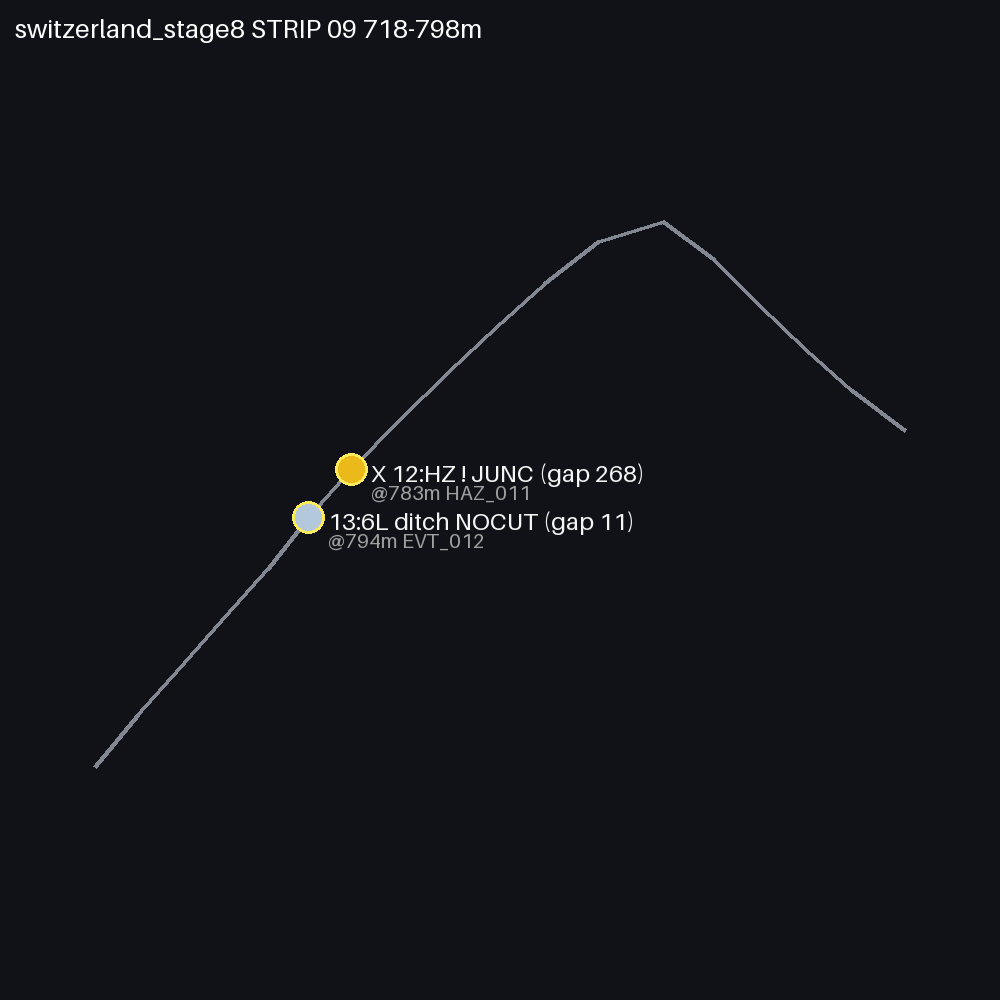 switzerland_stage8 STRIP 09 718-798m
X 12:HZ ! JUNC (gap 268)
@783m HAZ_011
13:6L ditch NOCUT (gap 11)
@794m EVT_012